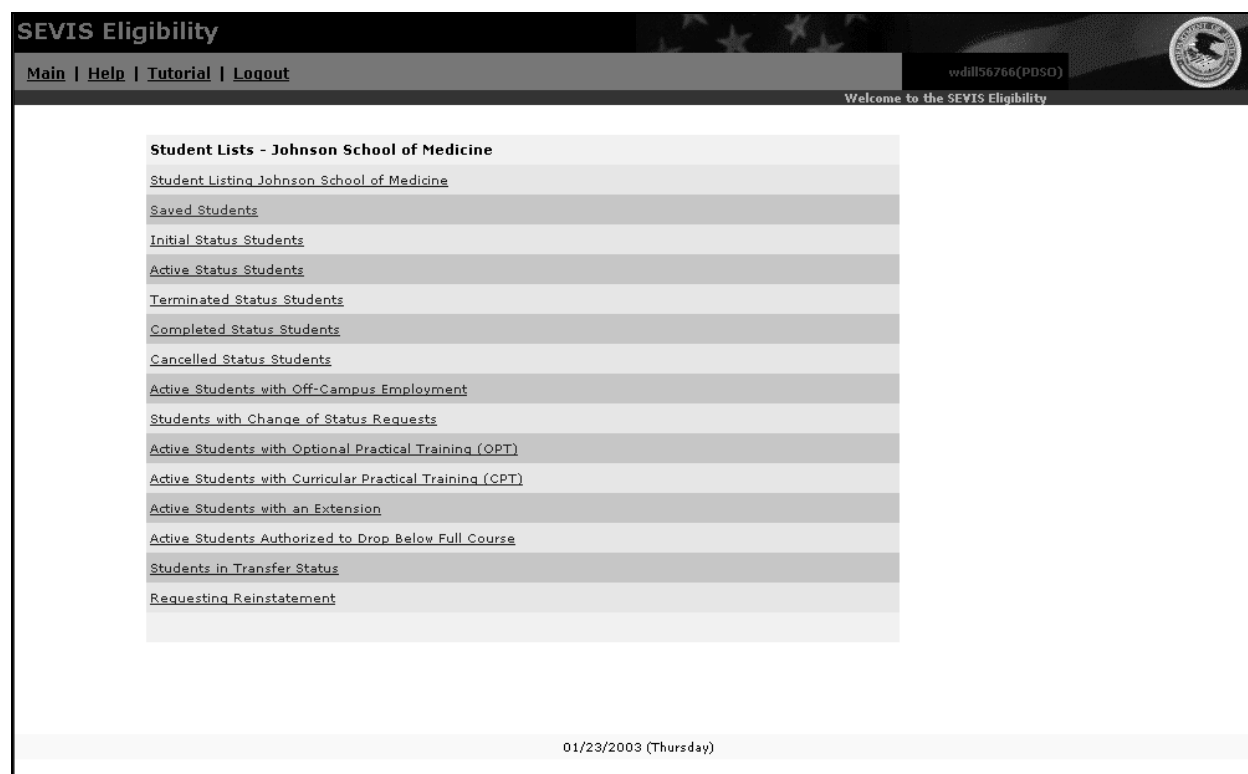 SEVIS Eligibility
Main | Help | Tutorial | Logout
wdill56766(PDSO)
Welcome to the SEVIS Eligibility
Student Lists - Johnson School of Medicine
Student Listing Johnson School of Medicine
Saved Students
Initial Status Students
Active Status Students
Terminated Status Students
Completed Status Students
Cancelled Status Students
Active Students with Off-Campus Employment
Students with Change of Status Requests
Active Students with Optional Practical Training (OPT)
Active Students with Curricular Practical Training (CPT)
Active Students with an Extension
Active Students Authorized to Drop Below Full Course
Students in Transfer Status
Requesting Reinstatement
01/23/2003 (Thursday)